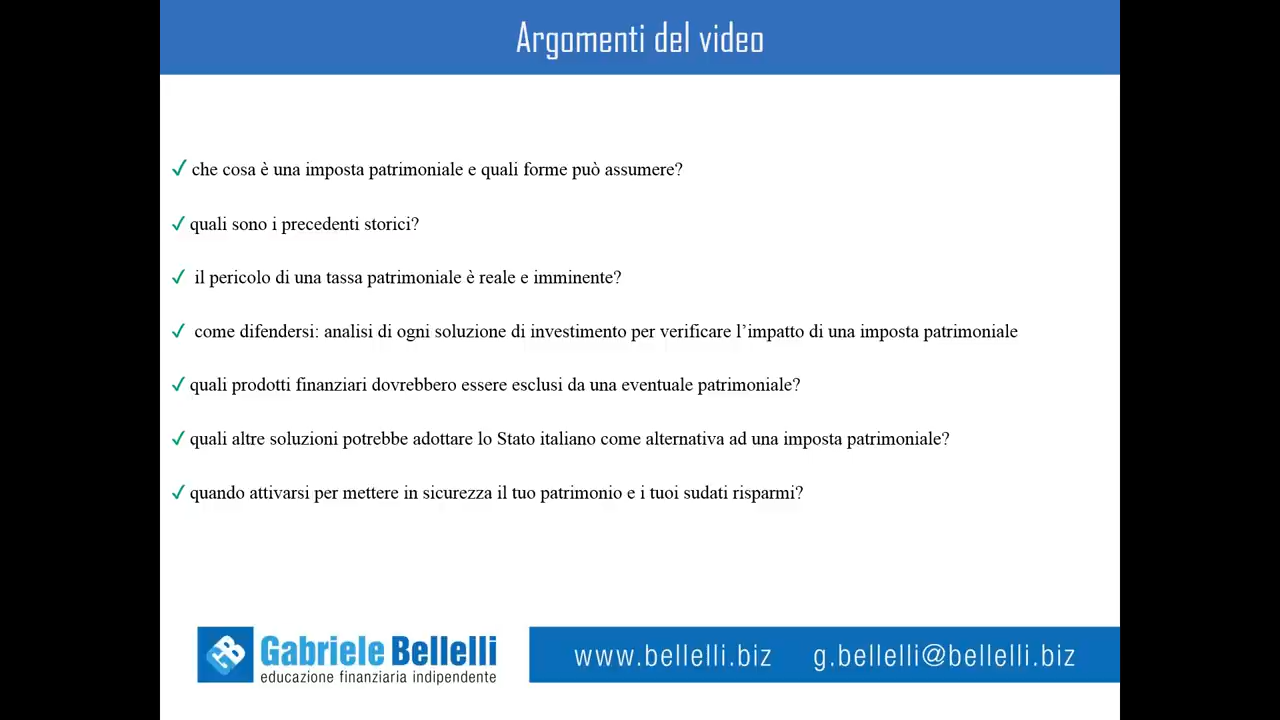 Argomenti del video
✓ che cosa è una imposta patrimoniale e quali forme può assumere?
✓ quali sono i precedenti storici?
✓ il pericolo di una tassa patrimoniale è reale e imminente?
✓ come difendersi: analisi di ogni soluzione di investimento per verificare l’impatto di una imposta patrimoniale
✓ quali prodotti finanziari dovrebbero essere esclusi da una eventuale patrimoniale?
✓ quali altre soluzioni potrebbe adottare lo Stato italiano come alternativa ad una imposta patrimoniale?
✓ quando attivarsi per mettere in sicurezza il tuo patrimonio e i tuoi sudati risparmi?
Gabriele Bellelli
educazione finanziaria indipendente
www.bellelli.biz g.bellelli@bellelli.biz